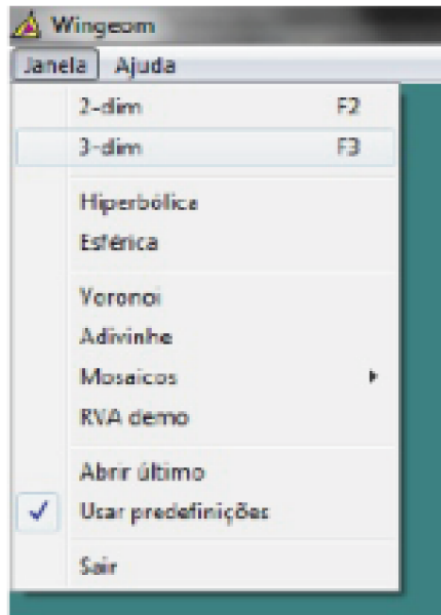 Wingeom
Janela Ajuda
2-dim F2
3-dim F3
Hiperbólica
Esférica
Voronoi
Adivinhe
Mosaicos
RVA demo
Abrir último
Usar predefinições
Sair